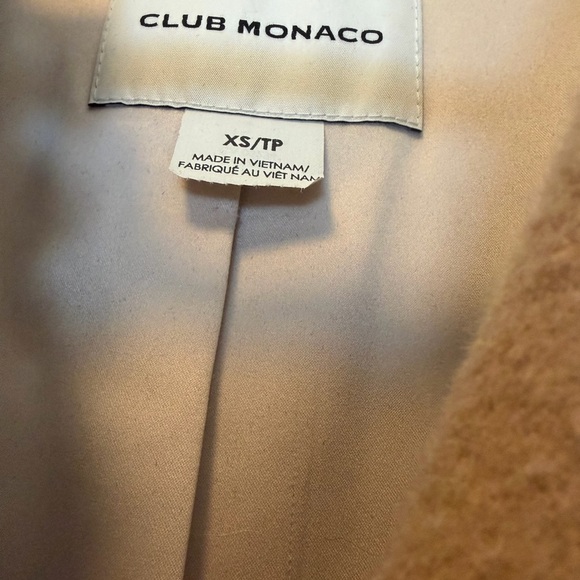 CLUB MONACO
XS/TP
MADE IN VIETNAM/
FABRIQUÉ AU VIÊT NAM